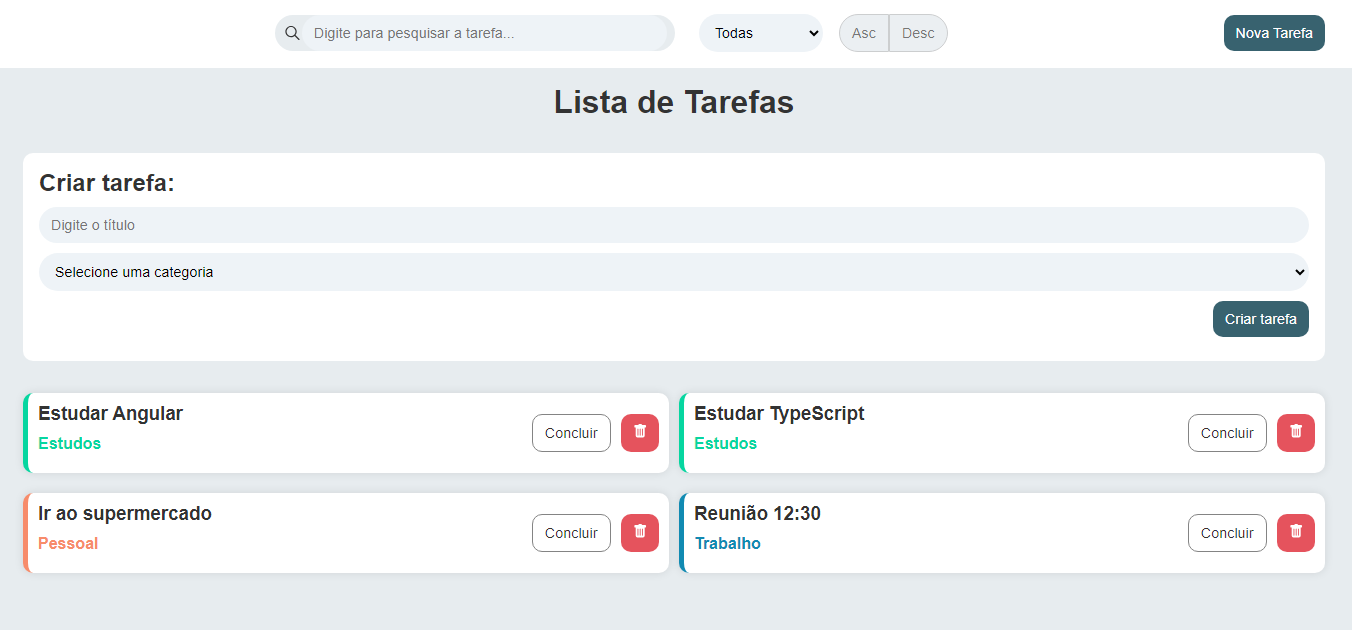 Digite para pesquisar a tarefa...
Todas
Asc
Desc
Nova Tarefa
Lista de Tarefas
Criar tarefa:
Digite o título
Selecione uma categoria
Criar tarefa
Estudar Angular
Estudos
Concluir
Estudar TypeScript
Estudos
Concluir
Ir ao supermercado
Pessoal
Concluir
Reunião 12:30
Trabalho
Concluir